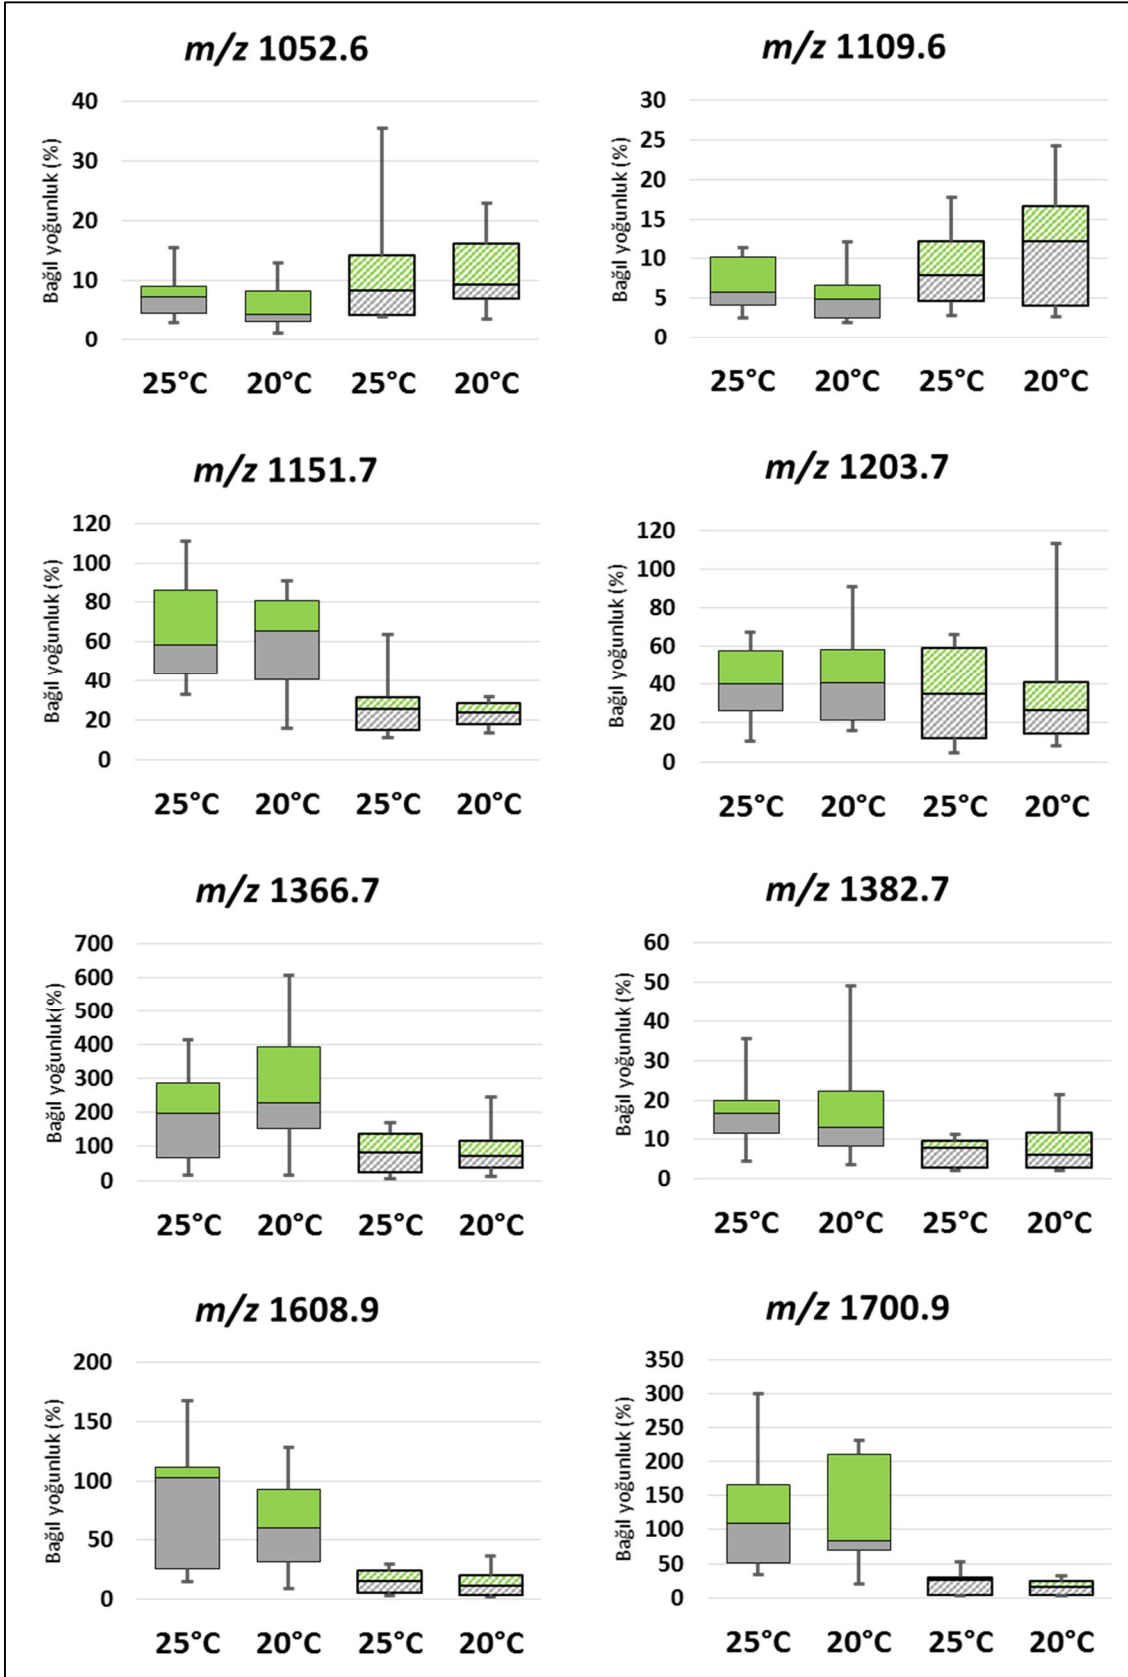 m/z 1052.6
Bağıl yoğunluk (%)
40
30
20
10
0
25°C 20°C 25°C 20°C
m/z 1109.6
Bağıl yoğunluk (%)
30
25
20
15
10
5
0
25°C 20°C 25°C 20°C
m/z 1151.7
Bağıl yoğunluk (%)
120
100
80
60
40
20
0
25°C 20°C 25°C 20°C
m/z 1203.7
Bağıl yoğunluk (%)
120
100
80
60
40
20
0
25°C 20°C 25°C 20°C
m/z 1366.7
Bağıl yoğunluk(%)
700
600
500
400
300
200
100
0
25°C 20°C 25°C 20°C
m/z 1382.7
Bağıl yoğunluk (%)
60
50
40
30
20
10
0
25°C 20°C 25°C 20°C
m/z 1608.9
Bağıl yoğunluk (%)
200
150
100
50
0
25°C 20°C 25°C 20°C
m/z 1700.9
Bağıl yoğunluk (%)
350
300
250
200
150
100
50
0
25°C 20°C 25°C 20°C